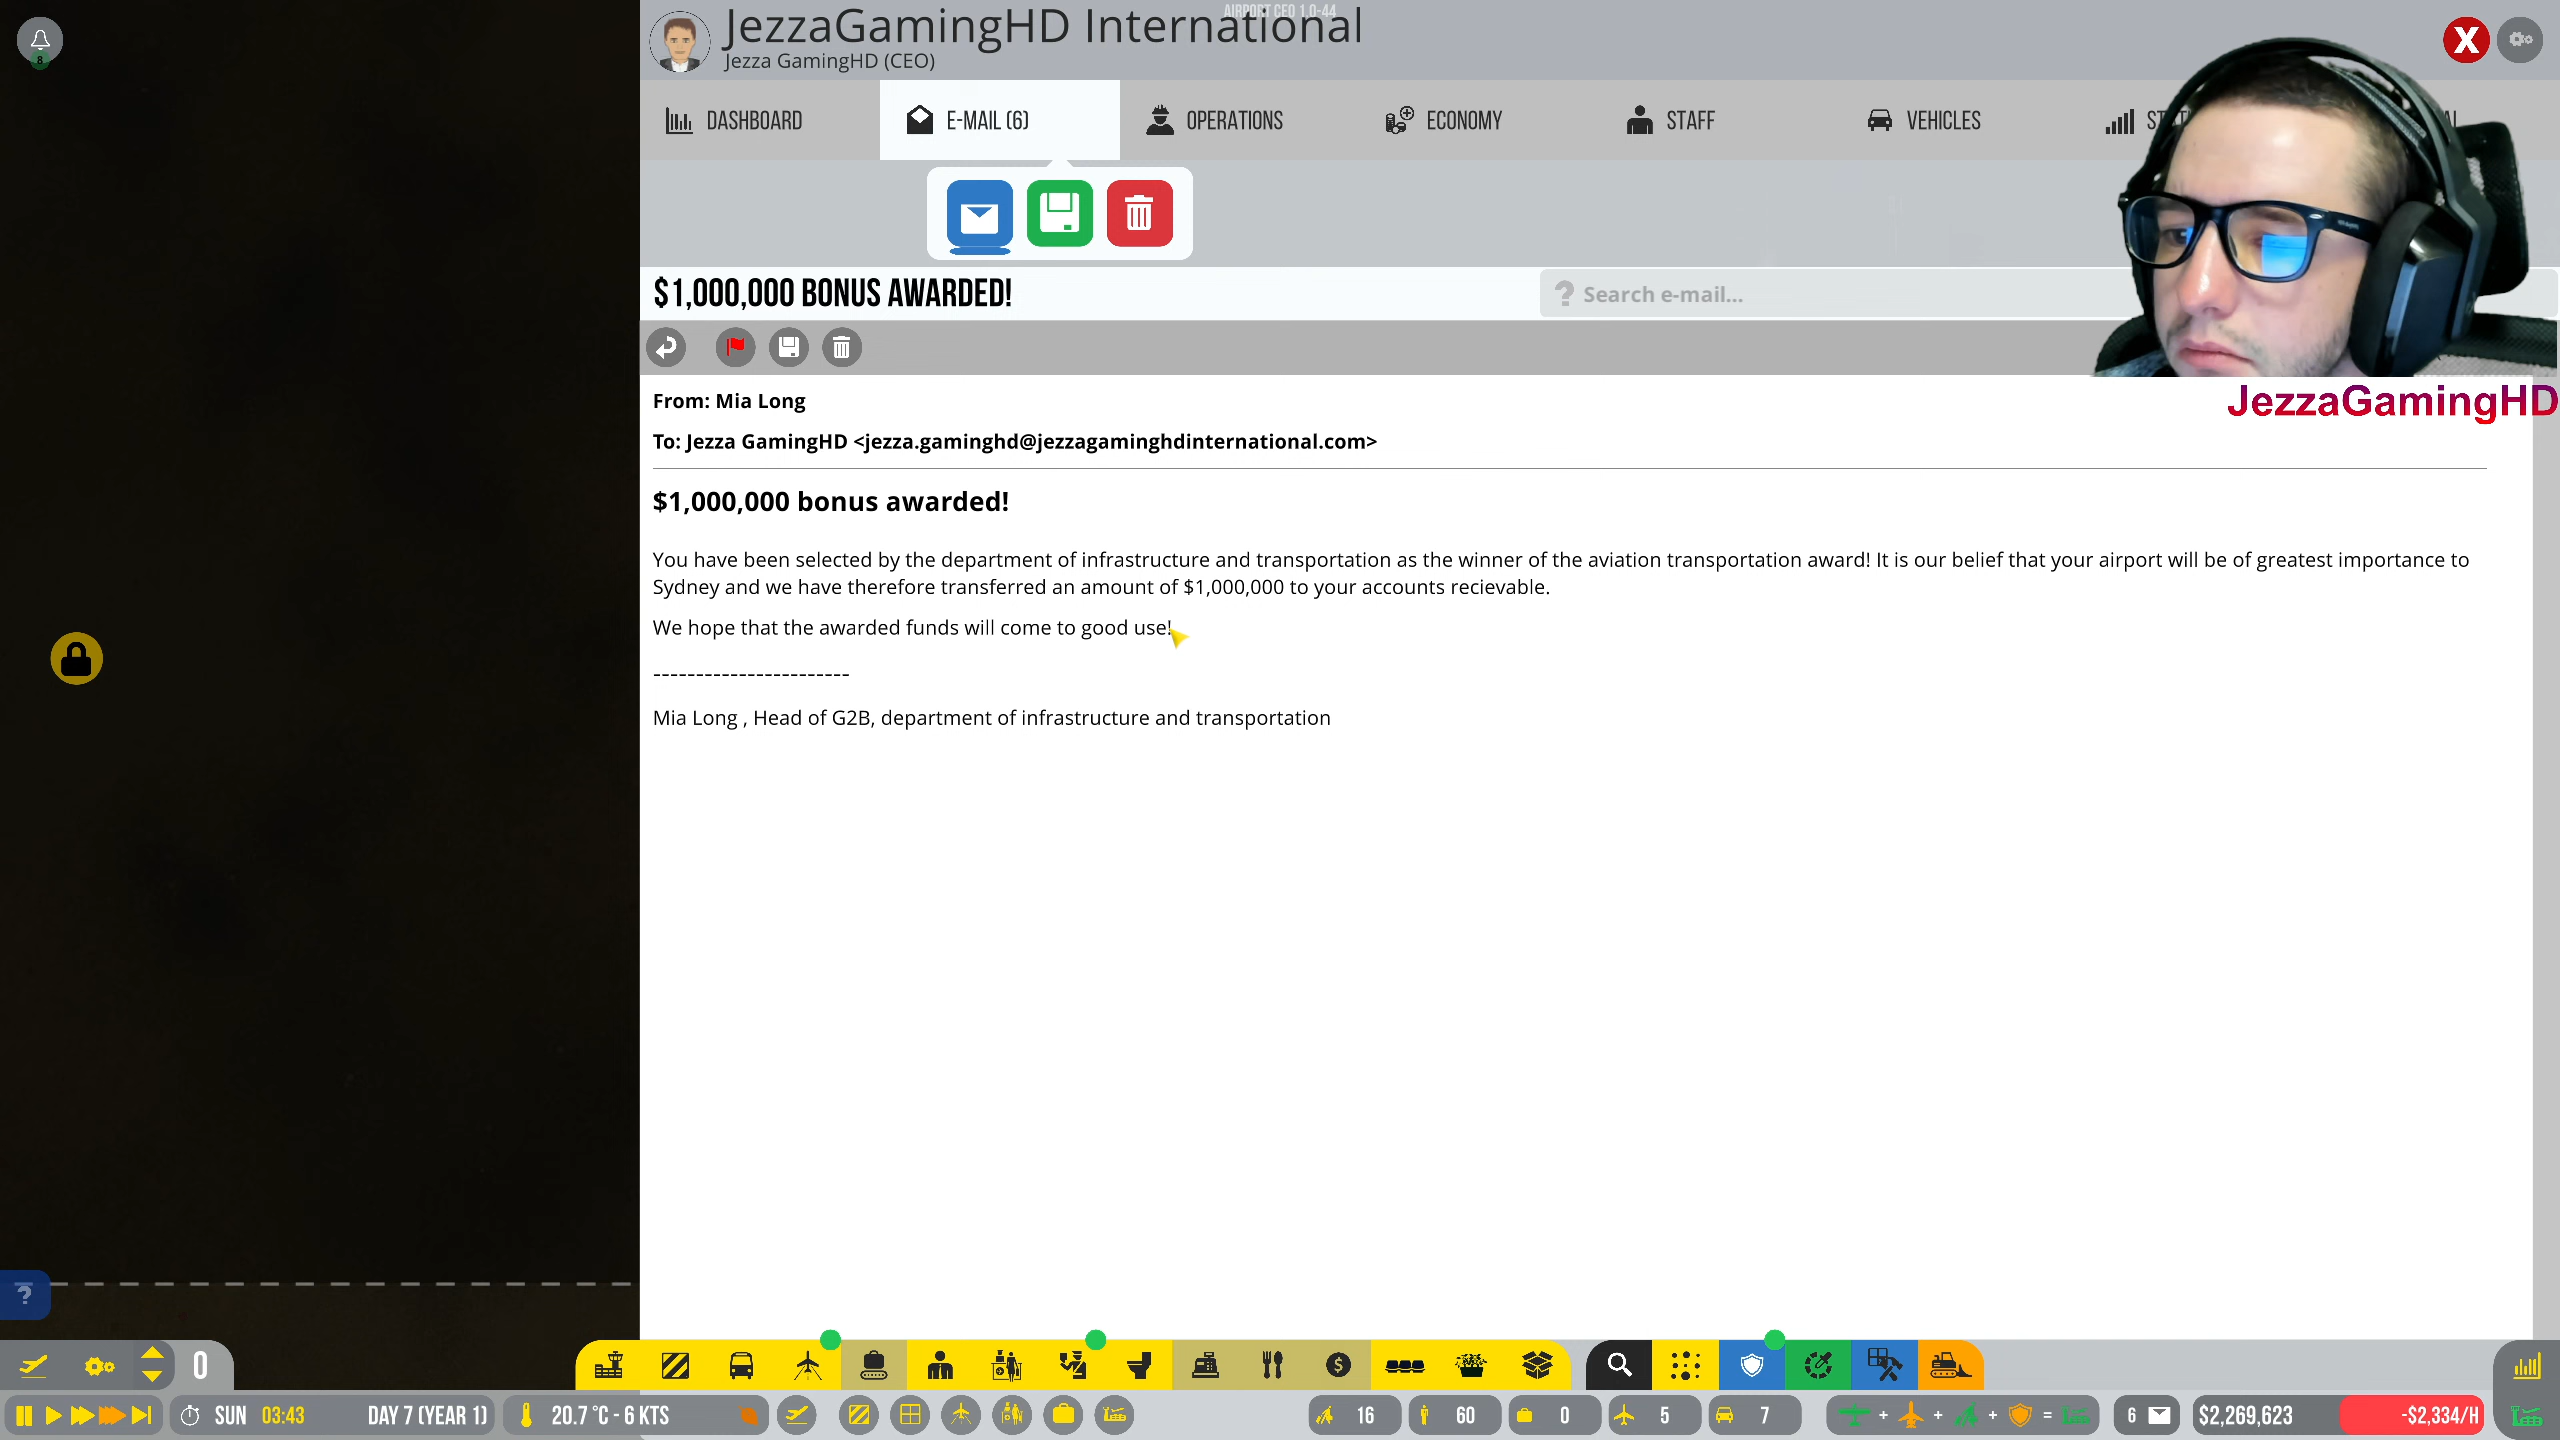 AIRPORT CEO 1.0-44
JezzaGamingHD International
Jezza GamingHD (CEO)
8
DASHBOARD
E-MAIL (6)
OPERATIONS
ECONOMY
STAFF
VEHICLES
$1,000,000 BONUS AWARDED!
? Search e-mail...
JezzaGamingHD
From: Mia Long
To: Jezza GamingHD <jezza.gaminghd@jezzagaminghdinternational.com>
$1,000,000 bonus awarded!
You have been selected by the department of infrastructure and transportation as the winner of the aviation transportation award! It is our belief that your airport will be of greatest importance to
Sydney and we have therefore transferred an amount of $1,000,000 to your accounts recievable.
We hope that the awarded funds will come to good use!
-----------------------
Mia Long , Head of G2B, department of infrastructure and transportation
?
0
SUN 03:43 DAY 7 (YEAR 1) 20.7 °C - 6 KTS 16 60 0 5 7 + + + = 6 $2,269,623 -$2,334/H